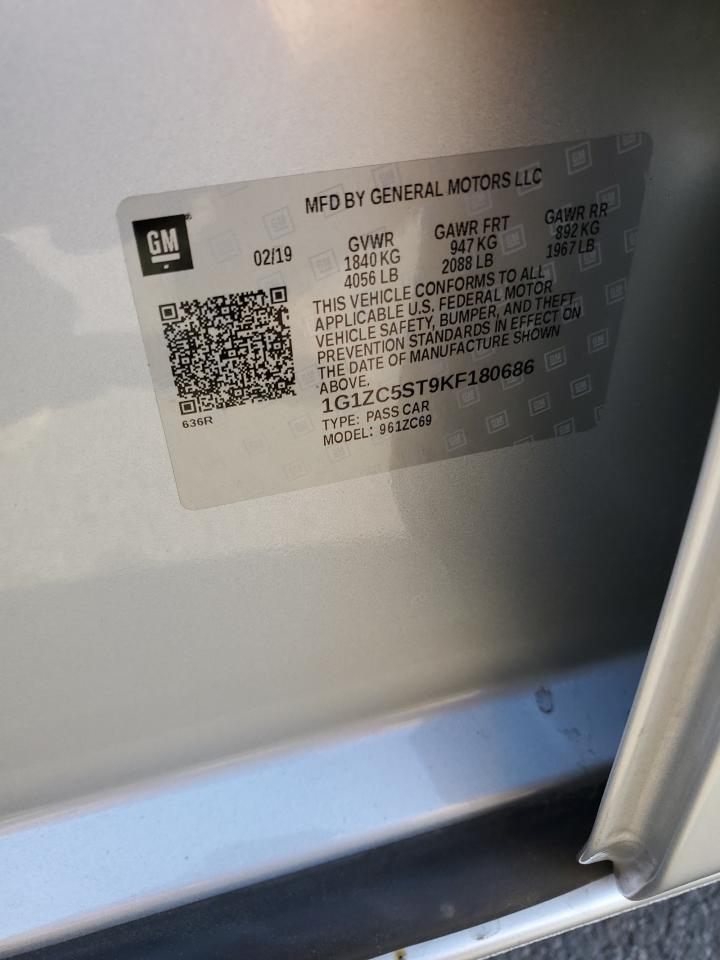 MFD BY GENERAL MOTORS LLC
GM
02/19
GVWR
1840 KG
4056 LB
GAWR FRT
947 KG
2088 LB
GAWR RR
892 KG
1967 LB
THIS VEHICLE CONFORMS TO ALL
APPLICABLE U.S. FEDERAL MOTOR
VEHICLE SAFETY, BUMPER, AND THEFT
PREVENTION STANDARDS IN EFFECT ON
THE DATE OF MANUFACTURE SHOWN
ABOVE.
1G1ZC5ST9KF180686
TYPE: PASS CAR
MODEL: 961ZC69
636R